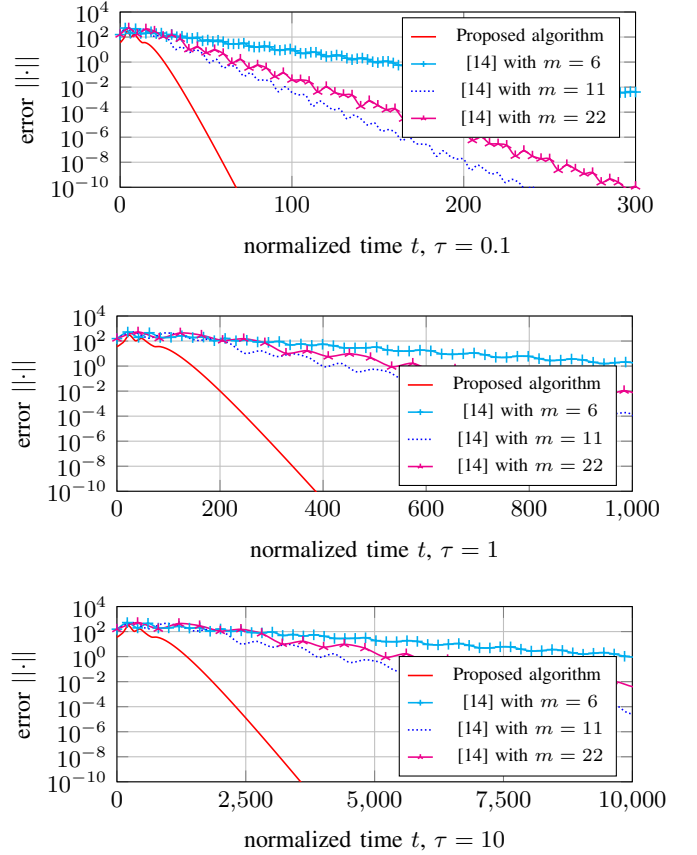 10^4
10^2
10^0
10^−2
10^−4
10^−6
10^−8
10^−10
error ||·||
Proposed algorithm
[14] with m = 6
[14] with m = 11
[14] with m = 22
0 100 200 300
normalized time t, τ = 0.1
10^4
10^2
10^0
10^−2
10^−4
10^−6
10^−8
10^−10
error ||·||
Proposed algorithm
[14] with m = 6
[14] with m = 11
[14] with m = 22
0 200 400 600 800 1,000
normalized time t, τ = 1
10^4
10^2
10^0
10^−2
10^−4
10^−6
10^−8
10^−10
error ||·||
Proposed algorithm
[14] with m = 6
[14] with m = 11
[14] with m = 22
0 2,500 5,000 7,500 10,000
normalized time t, τ = 10